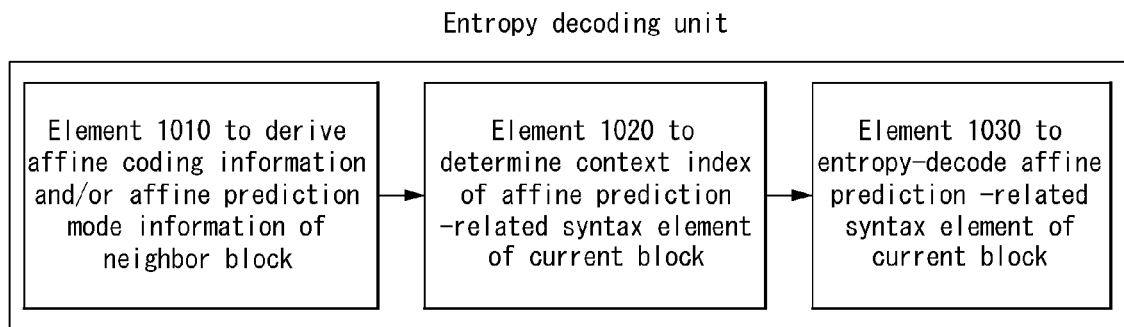 Entropy decoding unit
Element 1010 to derive
affine coding information
and/or affine prediction
mode information of
neighbor block
Element 1020 to
determine context index
of affine prediction
-related syntax element
of current block
Element 1030 to
entropy-decode affine
prediction -related
syntax element of
current block